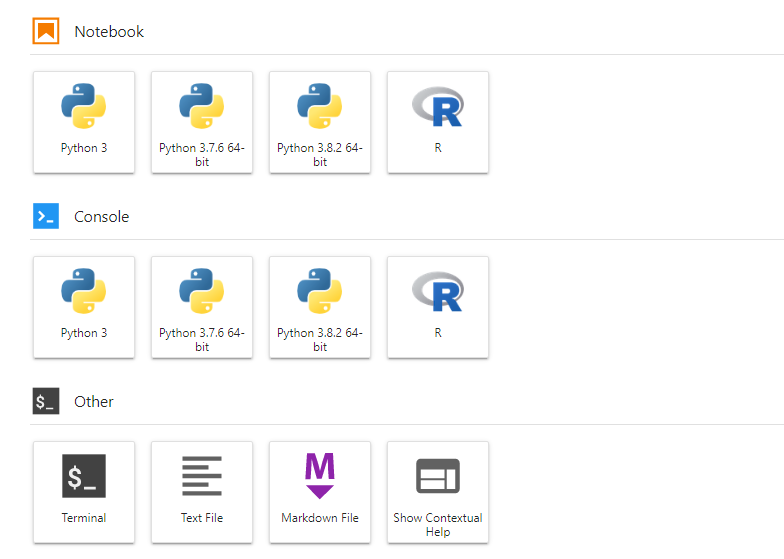 Notebook
Python 3
Python 3.7.6 64-
bit
Python 3.8.2 64-
bit
R
R
Console
Python 3
Python 3.7.6 64-
bit
Python 3.8.2 64-
bit
R
R
$_ Other
$_
Terminal
Text File
M
Markdown File
Show Contextual
Help